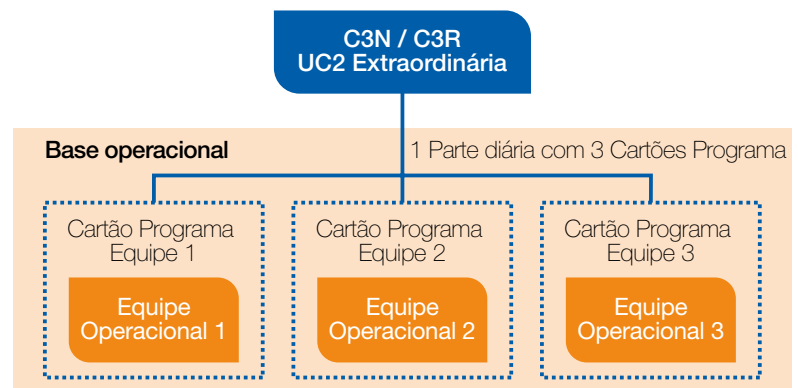 C3N / C3R
UC2 Extraordinária
Base operacional
1 Parte diária com 3 Cartões Programa
Cartão Programa
Equipe 1
Equipe
Operacional 1
Cartão Programa
Equipe 2
Equipe
Operacional 2
Cartão Programa
Equipe 3
Equipe
Operacional 3